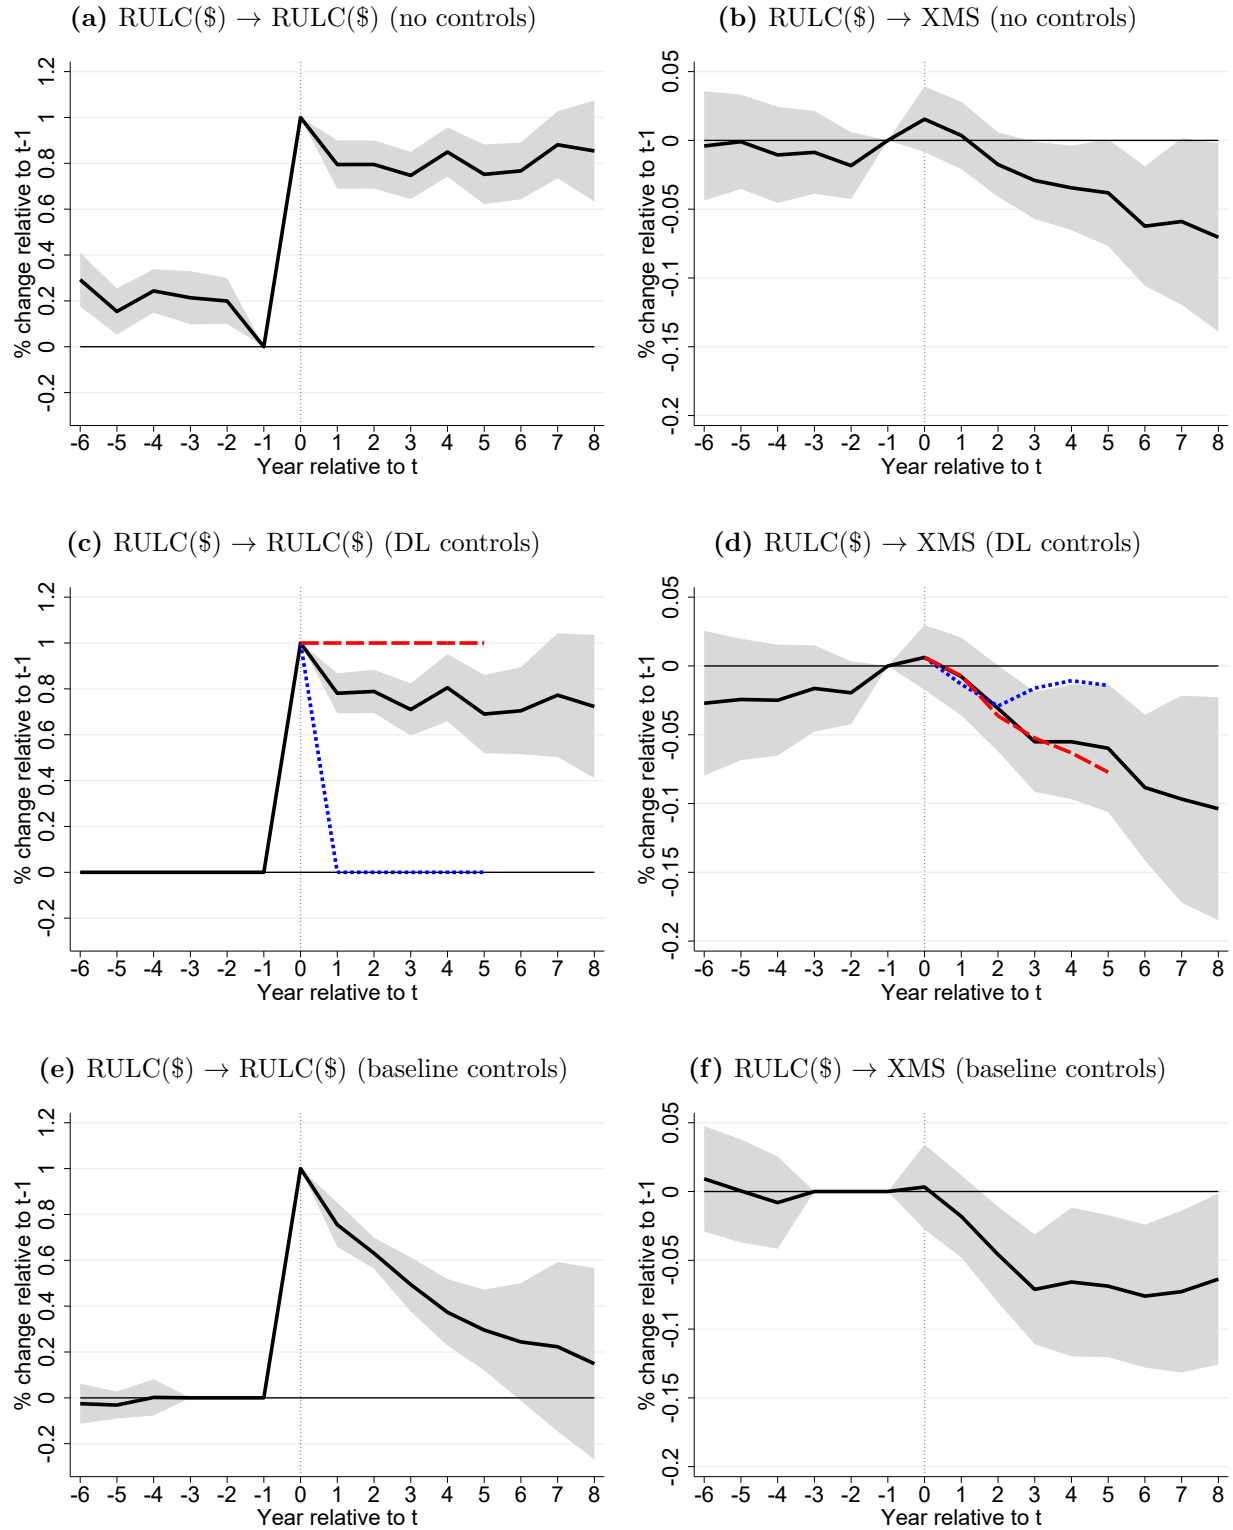 (a) RULC($) → RULC($) (no controls)
% change relative to t-1
1.2
1
0.8
0.6
0.4
0.2
0
-0.2
-6 -5 -4 -3 -2 -1 0 1 2 3 4 5 6 7 8
Year relative to t
(b) RULC($) → XMS (no controls)
% change relative to t-1
0.05
0
-0.05
-0.1
-0.15
-0.2
-6 -5 -4 -3 -2 -1 0 1 2 3 4 5 6 7 8
Year relative to t
(c) RULC($) → RULC($) (DL controls)
% change relative to t-1
1.2
1
0.8
0.6
0.4
0.2
0
-0.2
-6 -5 -4 -3 -2 -1 0 1 2 3 4 5 6 7 8
Year relative to t
(d) RULC($) → XMS (DL controls)
% change relative to t-1
0.05
0
-0.05
-0.1
-0.15
-0.2
-6 -5 -4 -3 -2 -1 0 1 2 3 4 5 6 7 8
Year relative to t
(e) RULC($) → RULC($) (baseline controls)
% change relative to t-1
1.2
1
0.8
0.6
0.4
0.2
0
-0.2
-6 -5 -4 -3 -2 -1 0 1 2 3 4 5 6 7 8
Year relative to t
(f) RULC($) → XMS (baseline controls)
% change relative to t-1
0.05
0
-0.05
-0.1
-0.15
-0.2
-6 -5 -4 -3 -2 -1 0 1 2 3 4 5 6 7 8
Year relative to t